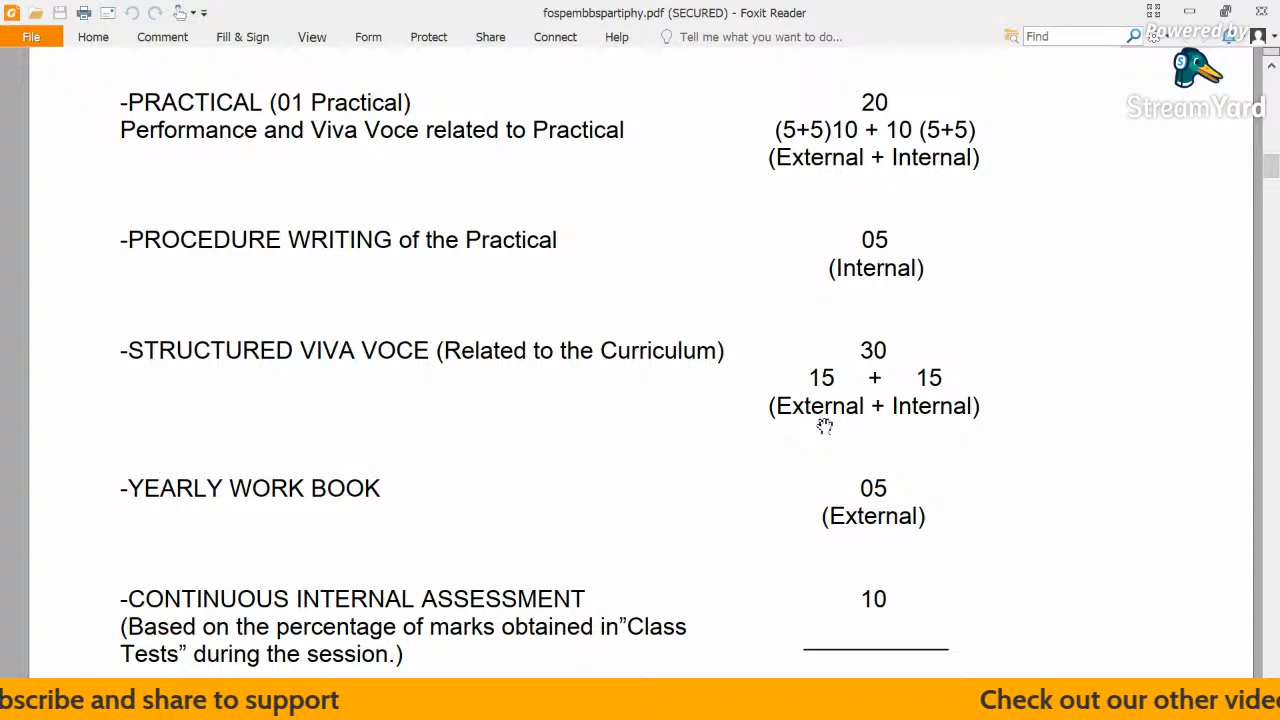 fospembbspartiphy.pdf (SECURED) - Foxit Reader
File Home Comment Fill & Sign View Form Protect Share Connect Help Tell me what you want to do... Find
Powered by
S
StreamYard
-PRACTICAL (01 Practical) 20
Performance and Viva Voce related to Practical (5+5)10 + 10 (5+5)
(External + Internal)
-PROCEDURE WRITING of the Practical 05
(Internal)
-STRUCTURED VIVA VOCE (Related to the Curriculum) 30
15 + 15
(External + Internal)
-YEARLY WORK BOOK 05
(External)
-CONTINUOUS INTERNAL ASSESSMENT 10
(Based on the percentage of marks obtained in”Class
Tests” during the session.)
bscribe and share to support Check out our other vide